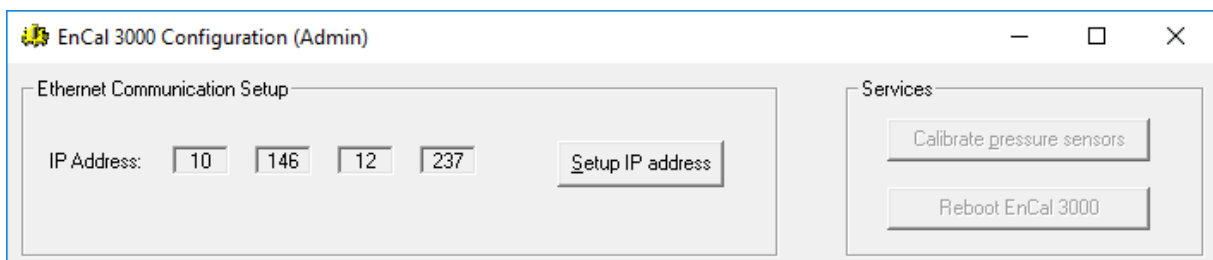 EnCal 3000 Configuration (Admin)
Ethernet Communication Setup
IP Address: 10 146 12 237 Setup IP address
Services
Calibrate pressure sensors
Reboot EnCal 3000